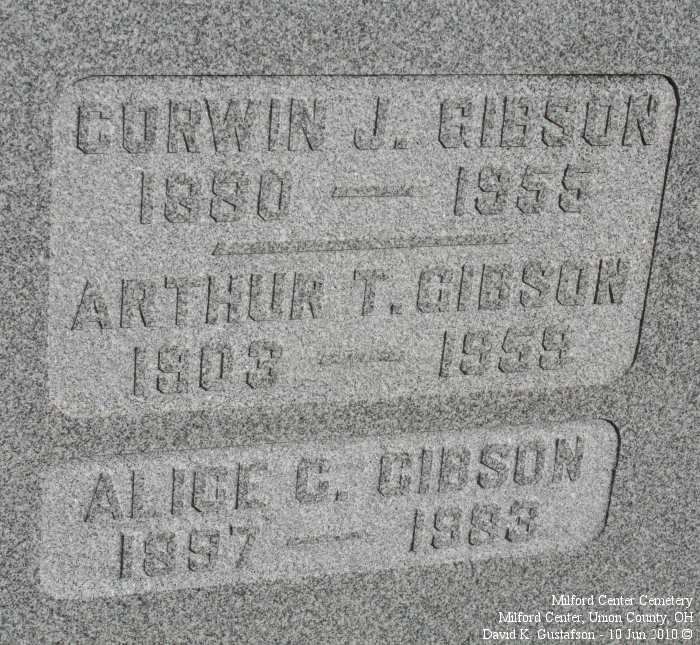 CORWIN J. GIBSON
1880 — 1955
ARTHUR T. GIBSON
1903 — 1959
ALICE C. GIBSON
1897 — 1983
Milford Center Cemetery
Milford Center, Union County, OH
David K. Gustafson - 10 Jun 2010 ©